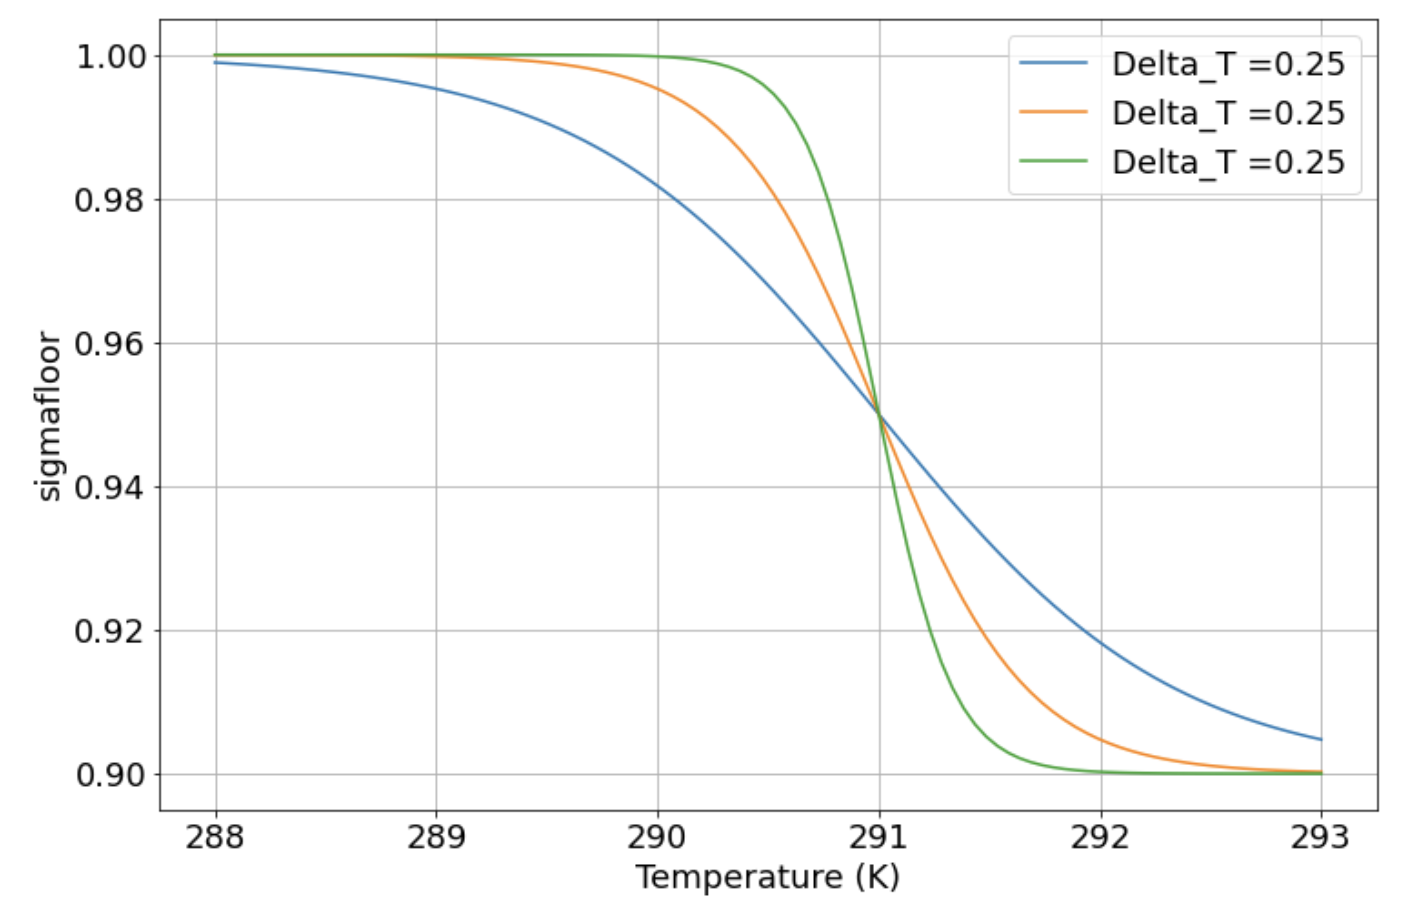 1.00
0.98
0.96
0.94
0.92
0.90
sigmafloor
Delta_T =0.25
Delta_T =0.25
Delta_T =0.25
288 289 290 291 292 293
Temperature (K)